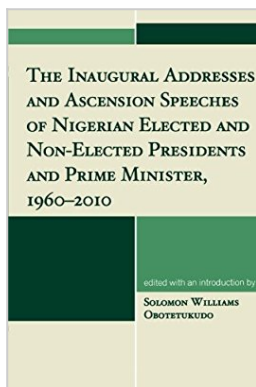 The Inaugural Addresses
and Ascension Speeches
of Nigerian Elected and
Non-Elected Presidents
and Prime Minister,
1960–2010
edited with an introduction by
Solomon Williams
Obotetukudo